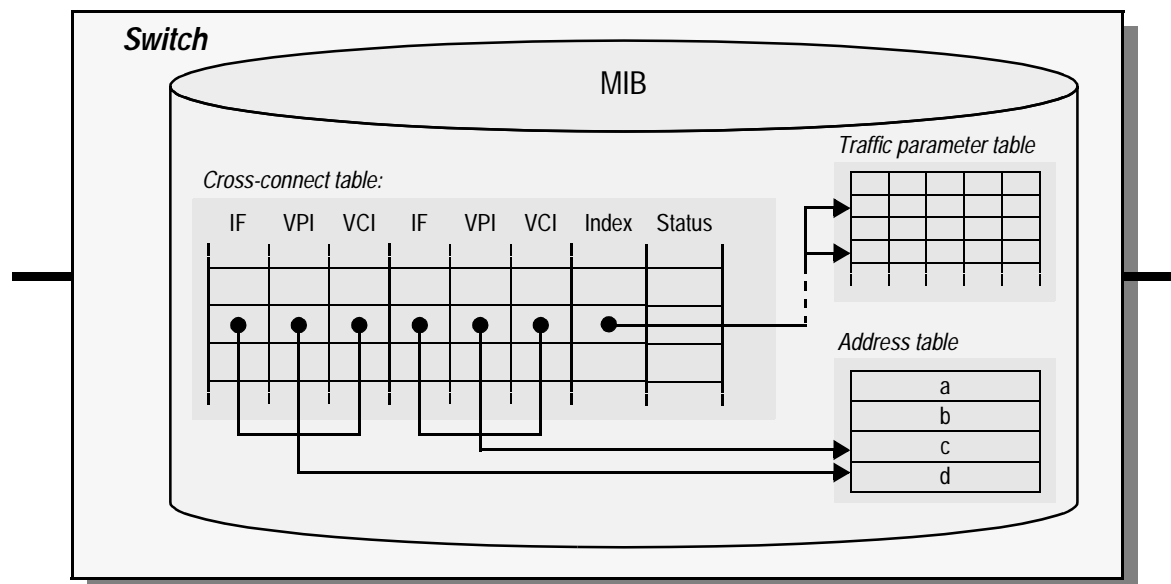 Switch
MIB
Traffic parameter table
Cross-connect table:
IF VPI VCI IF VPI VCI Index Status
Address table
a
b
c
d